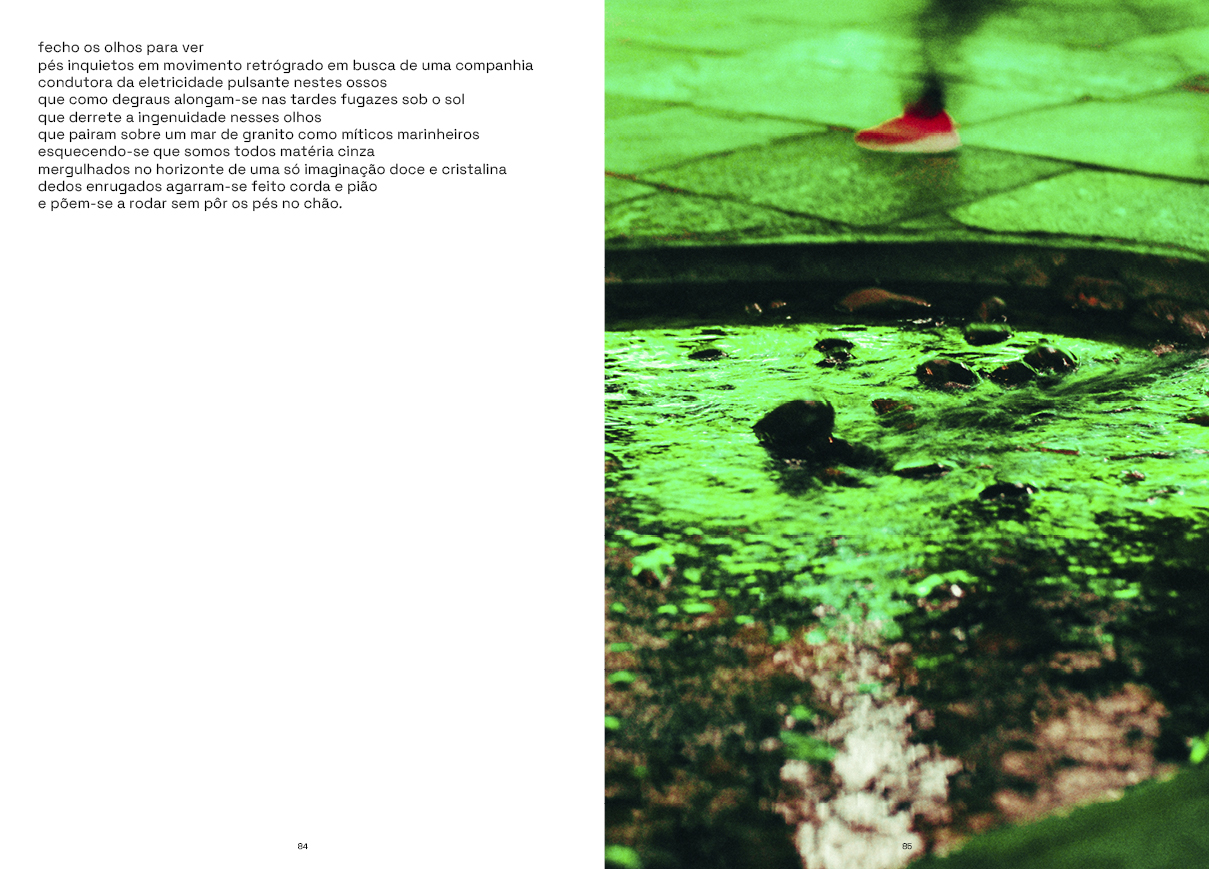 fecho os olhos para ver
pés inquietos em movimento retrógrado em busca de uma companhia
condutora da eletricidade pulsante nestes ossos
que como degraus alongam-se nas tardes fugazes sob o sol
que derrete a ingenuidade nesses olhos
que pairam sobre um mar de granito como míticos marinheiros
esquecendo-se que somos todos matéria cinza
mergulhados no horizonte de uma só imaginação doce e cristalina
dedos enrugados agarram-se feito corda e pião
e põem-se a rodar sem pôr os pés no chão.
84
85